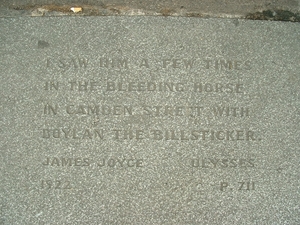 I SAW HIM A FEW TIMES
IN THE BLEEDING HORSE
IN CAMDEN STREET WITH
BOYLAN THE BILLSTICKER.
JAMES JOYCE ULYSSES
1922 P. 711